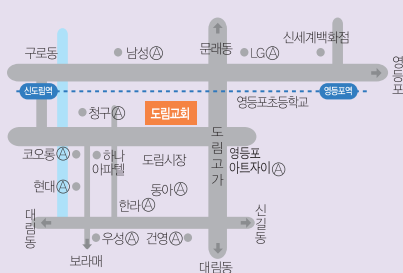 구로동
남성Ⓐ
문래동
LGⓐ
신세계백화점
영등포
신도림역
영등포역
청구Ⓐ
도림교회
영등포초등학교
도림고가
코오롱Ⓐ
하나
아파텔
도림시장
영등포
아트자이Ⓐ
현대Ⓐ
동아Ⓐ
한라Ⓐ
대림동
신길동
우성Ⓐ
건영Ⓐ
보라매
대림동